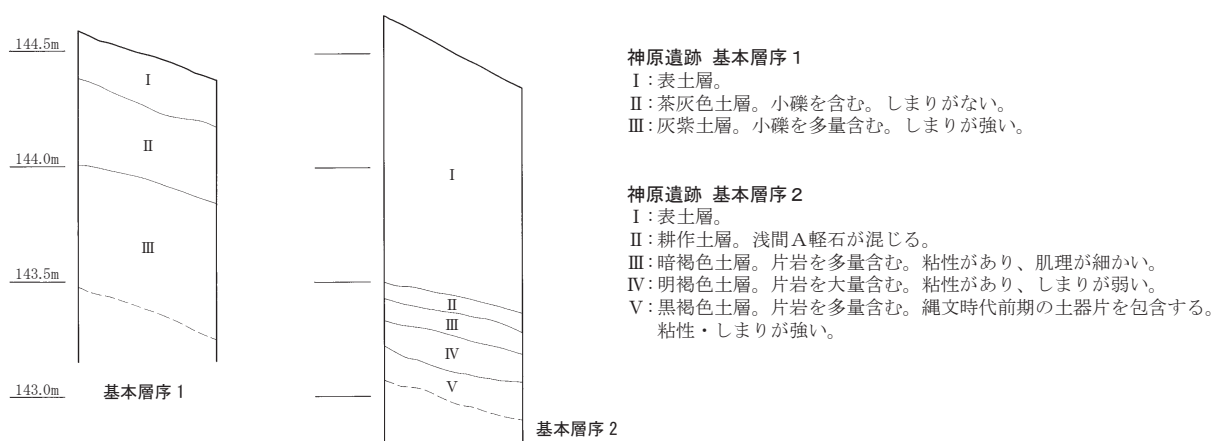 144.5m
144.0m
143.5m
143.0m
Ⅰ
Ⅱ
Ⅲ
基本層序1
Ⅰ
Ⅱ
Ⅲ
Ⅳ
Ⅴ
基本層序2
神原遺跡 基本層序1
Ⅰ:表土層。
Ⅱ:茶灰色土層。小礫を含む。しまりがない。
Ⅲ:灰紫土層。小礫を多量含む。しまりが強い。
神原遺跡 基本層序2
Ⅰ:表土層。
Ⅱ:耕作土層。浅間A軽石が混じる。
Ⅲ:暗褐色土層。片岩を多量含む。粘性があり、肌理が細かい。
Ⅳ:明褐色土層。片岩を大量含む。粘性があり、しまりが弱い。
Ⅴ:黒褐色土層。片岩を多量含む。縄文時代前期の土器片を包含する。
粘性・しまりが強い。